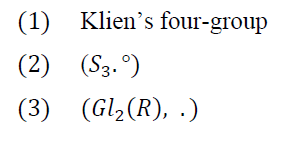 (1) Klien's four-group
(2) (S₃.°)
(3) (Gl₂(R), .)